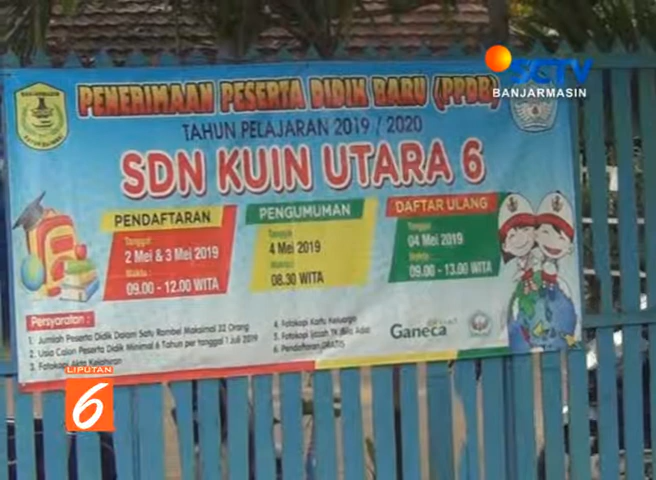 SCTV
BANJARMASIN
PENERIMAAN PESERTA DIDIK BARU (PPDB)
TAHUN PELAJARAN 2019 / 2020
SDN KUIN UTARA 6
PENDAFTARAN
Tanggal
2 Mei & 3 Mei 2019
Waktu :
09.00 - 12.00 WITA
PENGUMUMAN
Tanggal
4 Mei 2019
Waktu :
08.30 WITA
DAFTAR ULANG
Tanggal
04 Mei 2019
Waktu :
09.00 - 13.00 WITA
Persyaratan :
1. Jumlah Peserta Didik Dalam Satu Rombel Maksimal 32 Orang
2. Usia Calon Peserta Didik Minimal 6 Tahun per tanggal 1 Juli 2019
3. Fotokopi Akta Kelahiran
4. Fotokopi Kartu Keluarga
5. Fotokopi Ijazah TK (Bila Ada)
6. Pendaftaran GRATIS
Ganeca
LIPUTAN
6